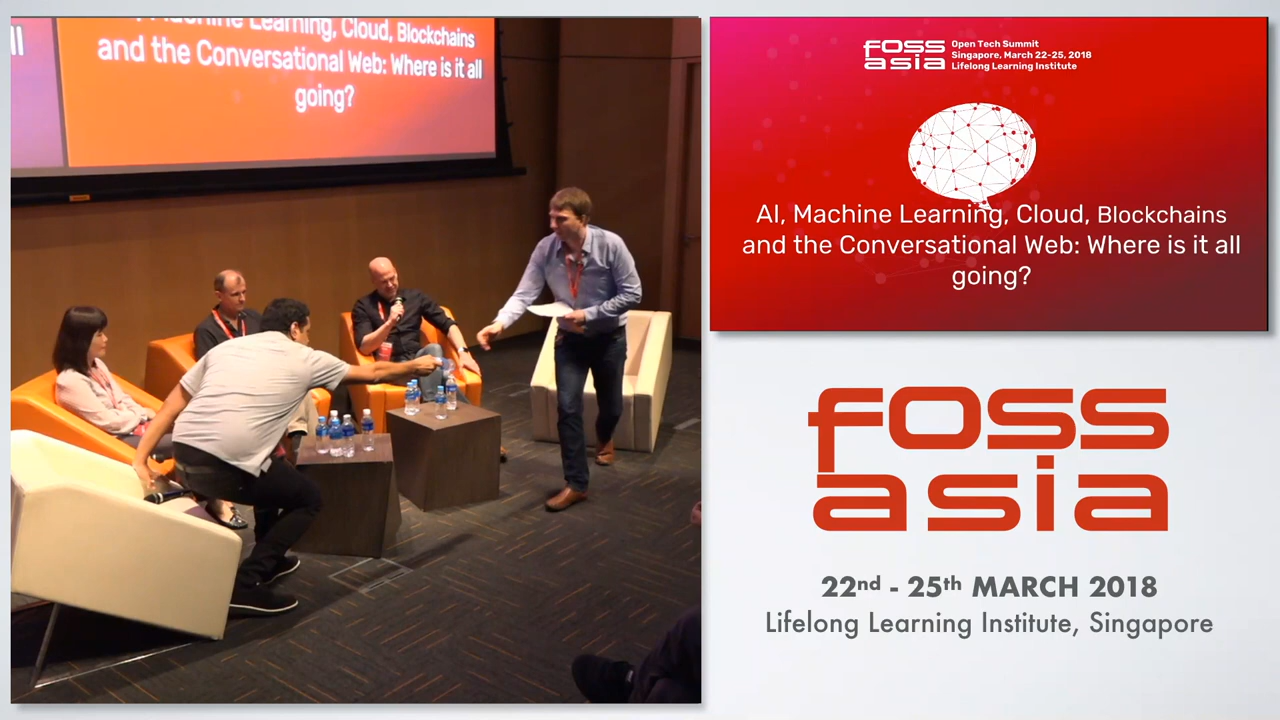 ll
Machine Learning, Cloud, Blockchains
and the Conversational Web: Where is it all
going?
FOSS
asia
Open Tech Summit
Singapore, March 22-25, 2018
Lifelong Learning Institute
AI, Machine Learning, Cloud, Blockchains
and the Conversational Web: Where is it all
going?
foss
asia
22nd - 25th MARCH 2018
Lifelong Learning Institute, Singapore